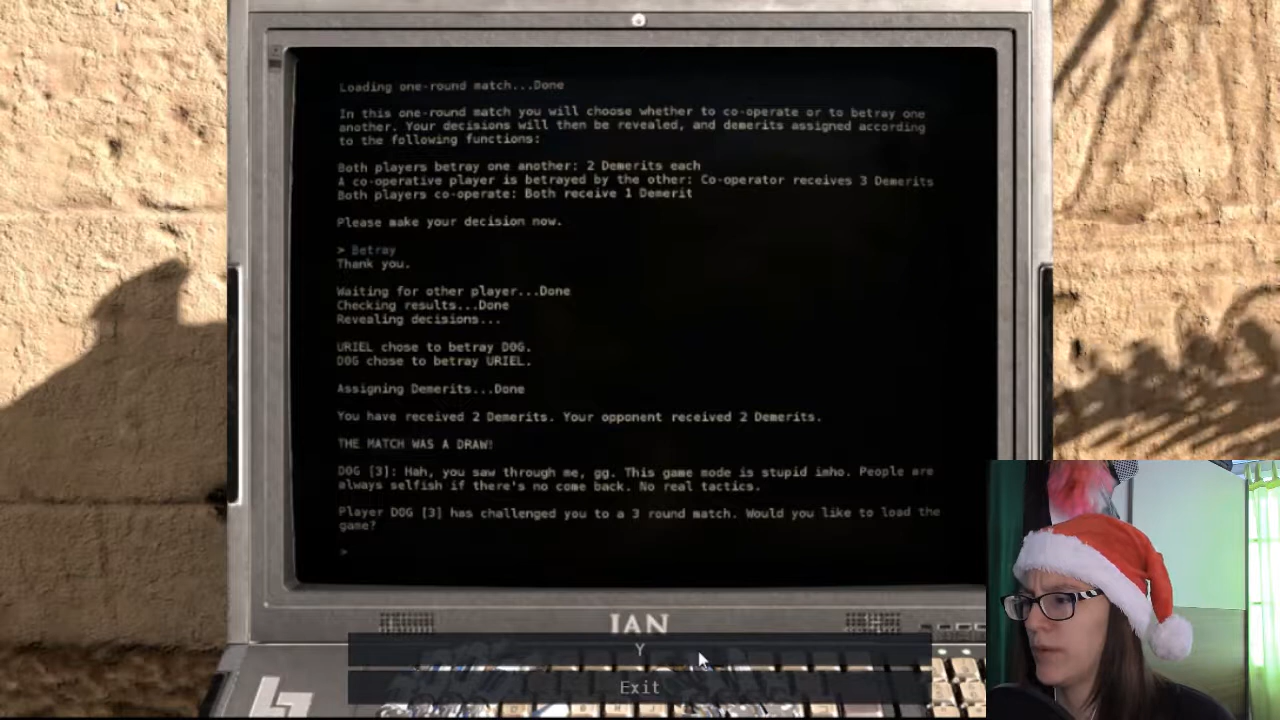 Loading one-round match...Done
In this one-round match you will choose whether to co-operate or to betray one
another. Your decisions will then be revealed, and demerits assigned according
to the following functions:
Both players betray one another: 2 Demerits each
A co-operative player is betrayed by the other: Co-operator receives 3 Demerits
Both players co-operate: Both receive 1 Demerit
Please make your decision now.
> Betray
Thank you.
Waiting for other player...Done
Checking results...Done
Revealing decisions...
URIEL chose to betray DOG.
DOG chose to betray URIEL.
Assigning Demerits...Done
You have received 2 Demerits. Your opponent received 2 Demerits.
THE MATCH WAS A DRAW!
DOG [3]: Hah, you saw through me, gg. This game mode is stupid imho. People are
always selfish if there's no come back. No real tactics.
Player DOG [3] has challenged you to a 3 round match. Would you like to load the
game?
>
IAN
Y
Exit